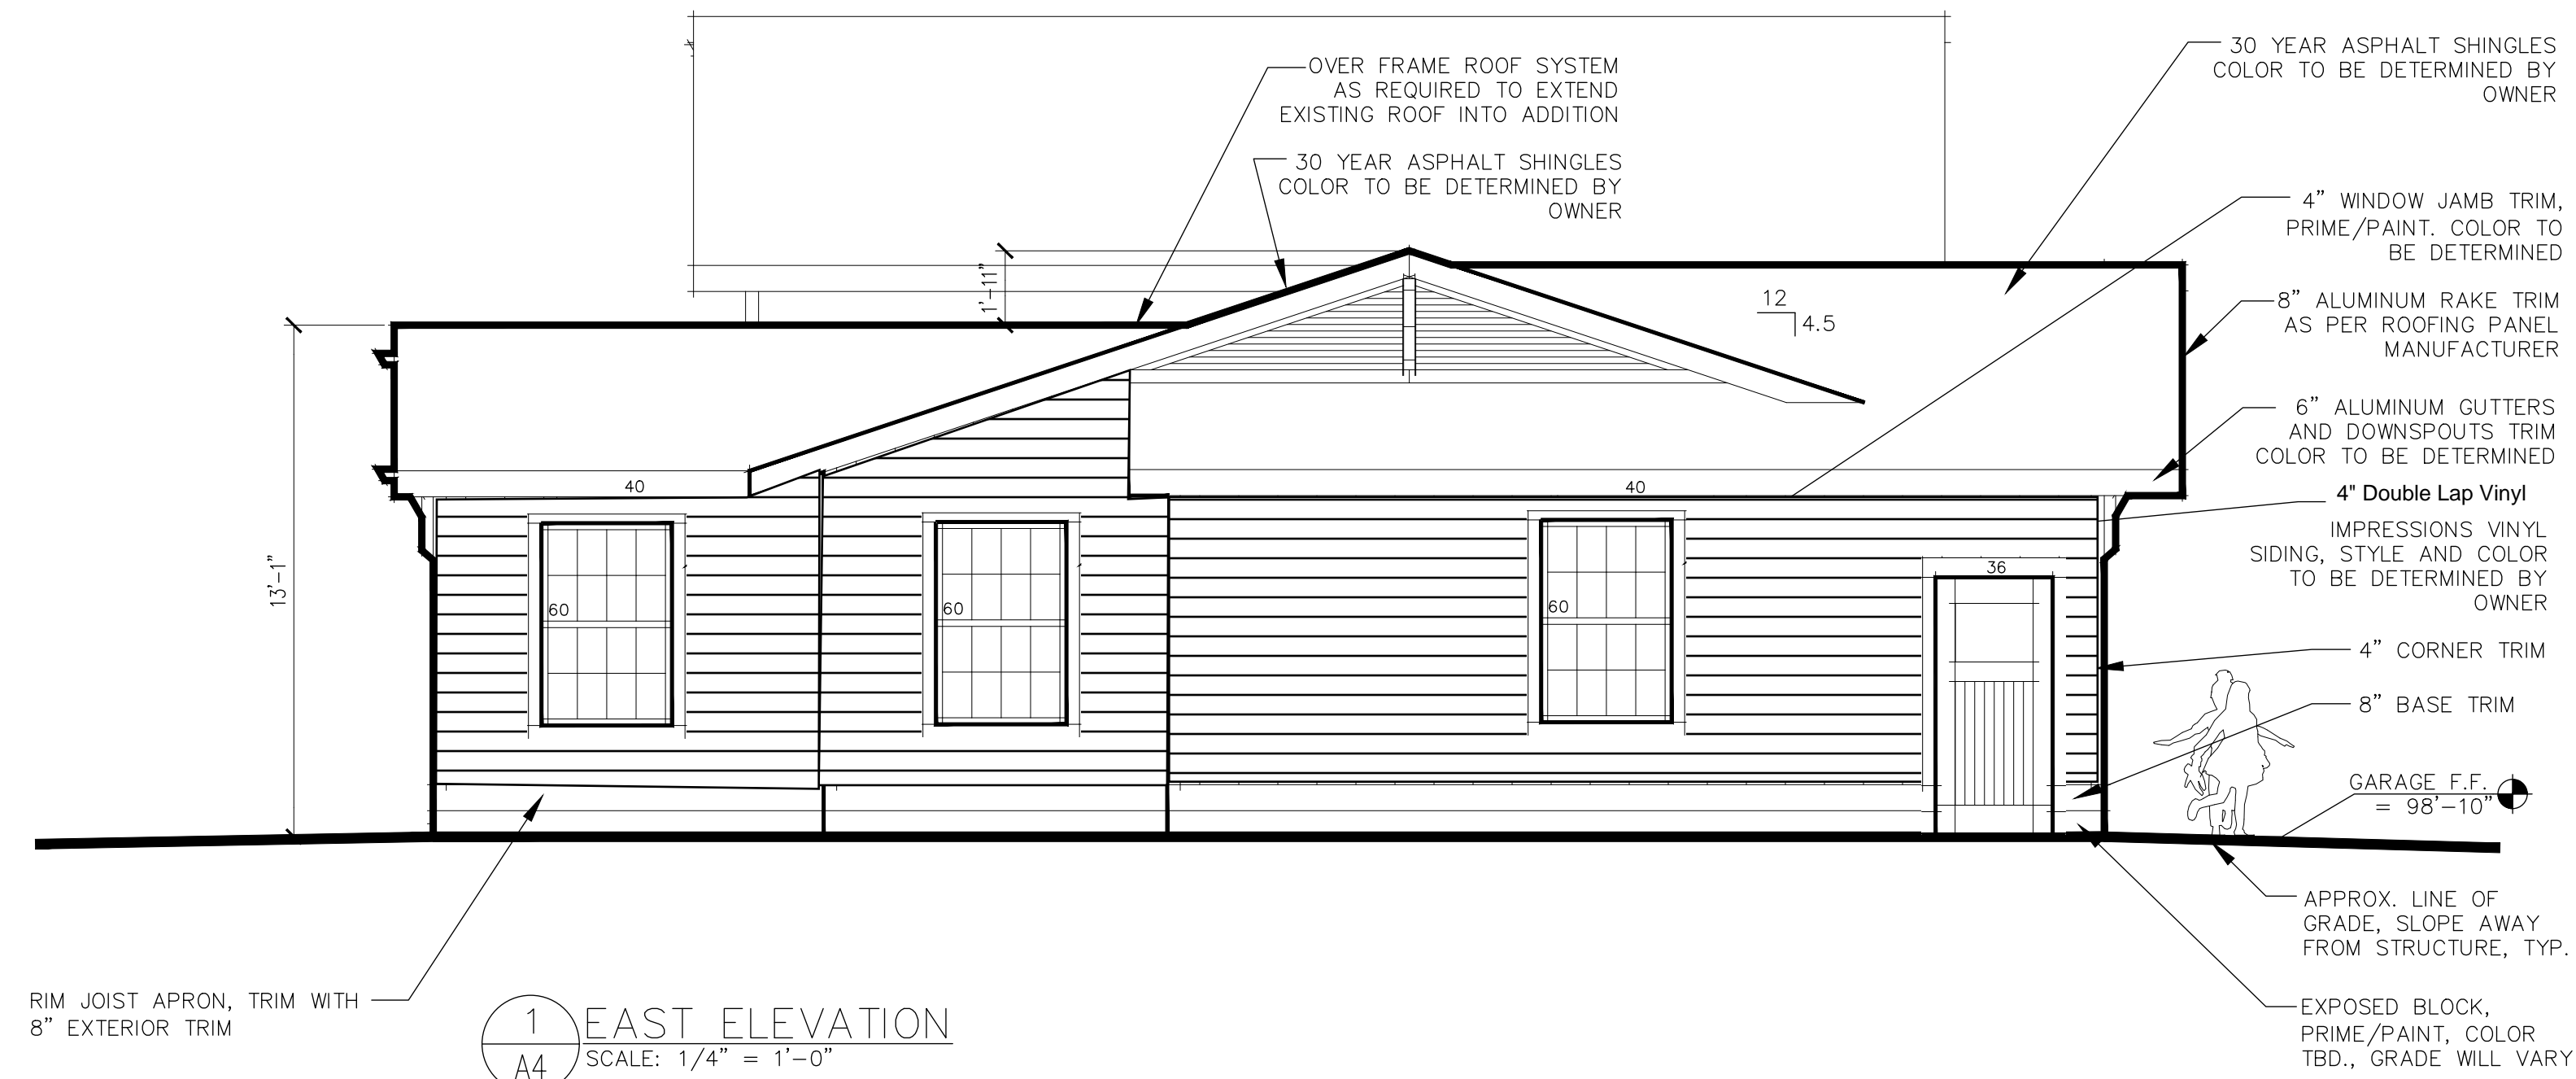 OVER FRAME ROOF SYSTEM
AS REQUIRED TO EXTEND
EXISTING ROOF INTO ADDITION
30 YEAR ASPHALT SHINGLES
COLOR TO BE DETERMINED BY
OWNER
30 YEAR ASPHALT SHINGLES
COLOR TO BE DETERMINED BY
OWNER
4" WINDOW JAMB TRIM,
PRIME/PAINT. COLOR TO
BE DETERMINED
8" ALUMINUM RAKE TRIM
AS PER ROOFING PANEL
MANUFACTURER
6" ALUMINUM GUTTERS
AND DOWNSPOUTS TRIM
COLOR TO BE DETERMINED
4" Double Lap Vinyl
IMPRESSIONS VINYL
SIDING, STYLE AND COLOR
TO BE DETERMINED BY
OWNER
4" CORNER TRIM
8" BASE TRIM
GARAGE F.F.
= 98'-10"
APPROX. LINE OF
GRADE, SLOPE AWAY
FROM STRUCTURE, TYP.
EXPOSED BLOCK,
PRIME/PAINT, COLOR
TBD., GRADE WILL VARY
1'-11"
12
4.5
13'-1"
40
40
60
60
60
36
RIM JOIST APRON, TRIM WITH
8" EXTERIOR TRIM
1
A4
EAST ELEVATION
SCALE: 1/4" = 1'-0"